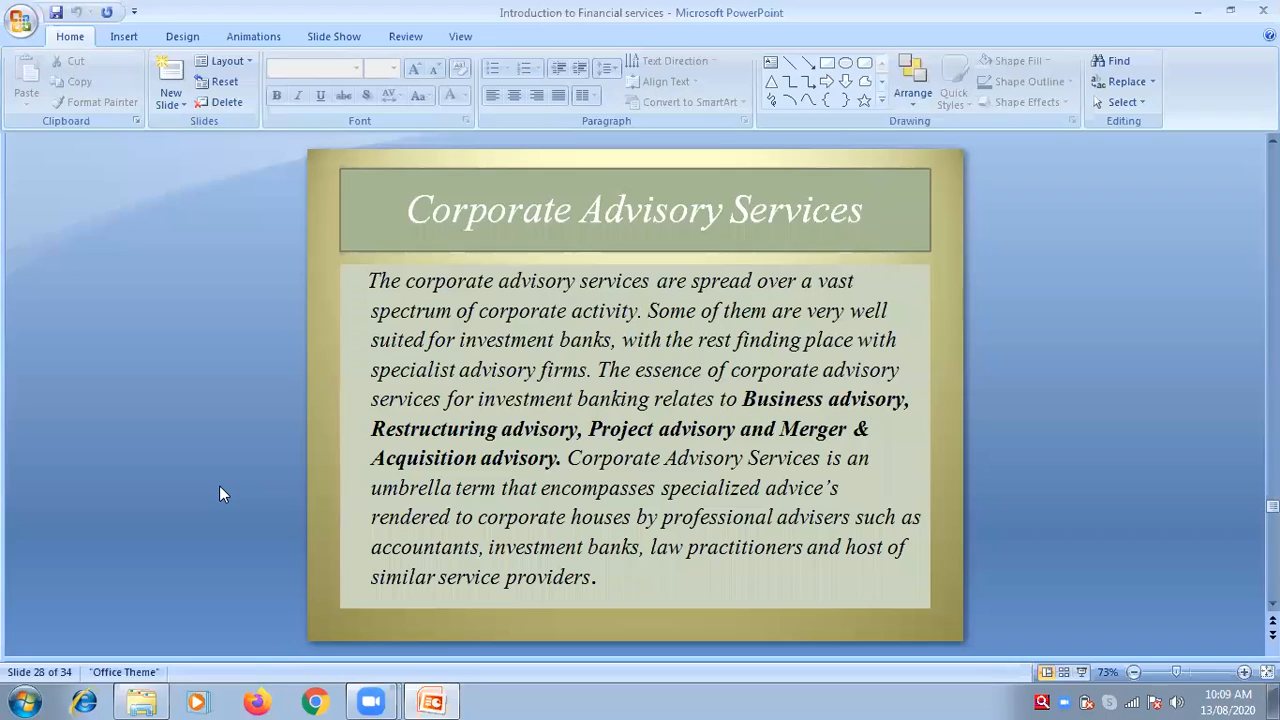 Introduction to Financial services - Microsoft PowerPoint
Home Insert Design Animations Slide Show Review View
Paste
Cut
Copy
Format Painter
Clipboard
New
Slide
Layout
Reset
Delete
Slides
B I U abc S AV Aa A
Font
Text Direction
Align Text
Convert to SmartArt
Paragraph
Arrange
Quick
Styles
Shape Fill
Shape Outline
Shape Effects
Drawing
Find
Replace
Select
Editing
Corporate Advisory Services
The corporate advisory services are spread over a vast
spectrum of corporate activity. Some of them are very well
suited for investment banks, with the rest finding place with
specialist advisory firms. The essence of corporate advisory
services for investment banking relates to Business advisory,
Restructuring advisory, Project advisory and Merger &
Acquisition advisory. Corporate Advisory Services is an
umbrella term that encompasses specialized advice’s
rendered to corporate houses by professional advisers such as
accountants, investment banks, law practitioners and host of
similar service providers.
Slide 28 of 34 "Office Theme" 73%
10:09 AM
13/08/2020